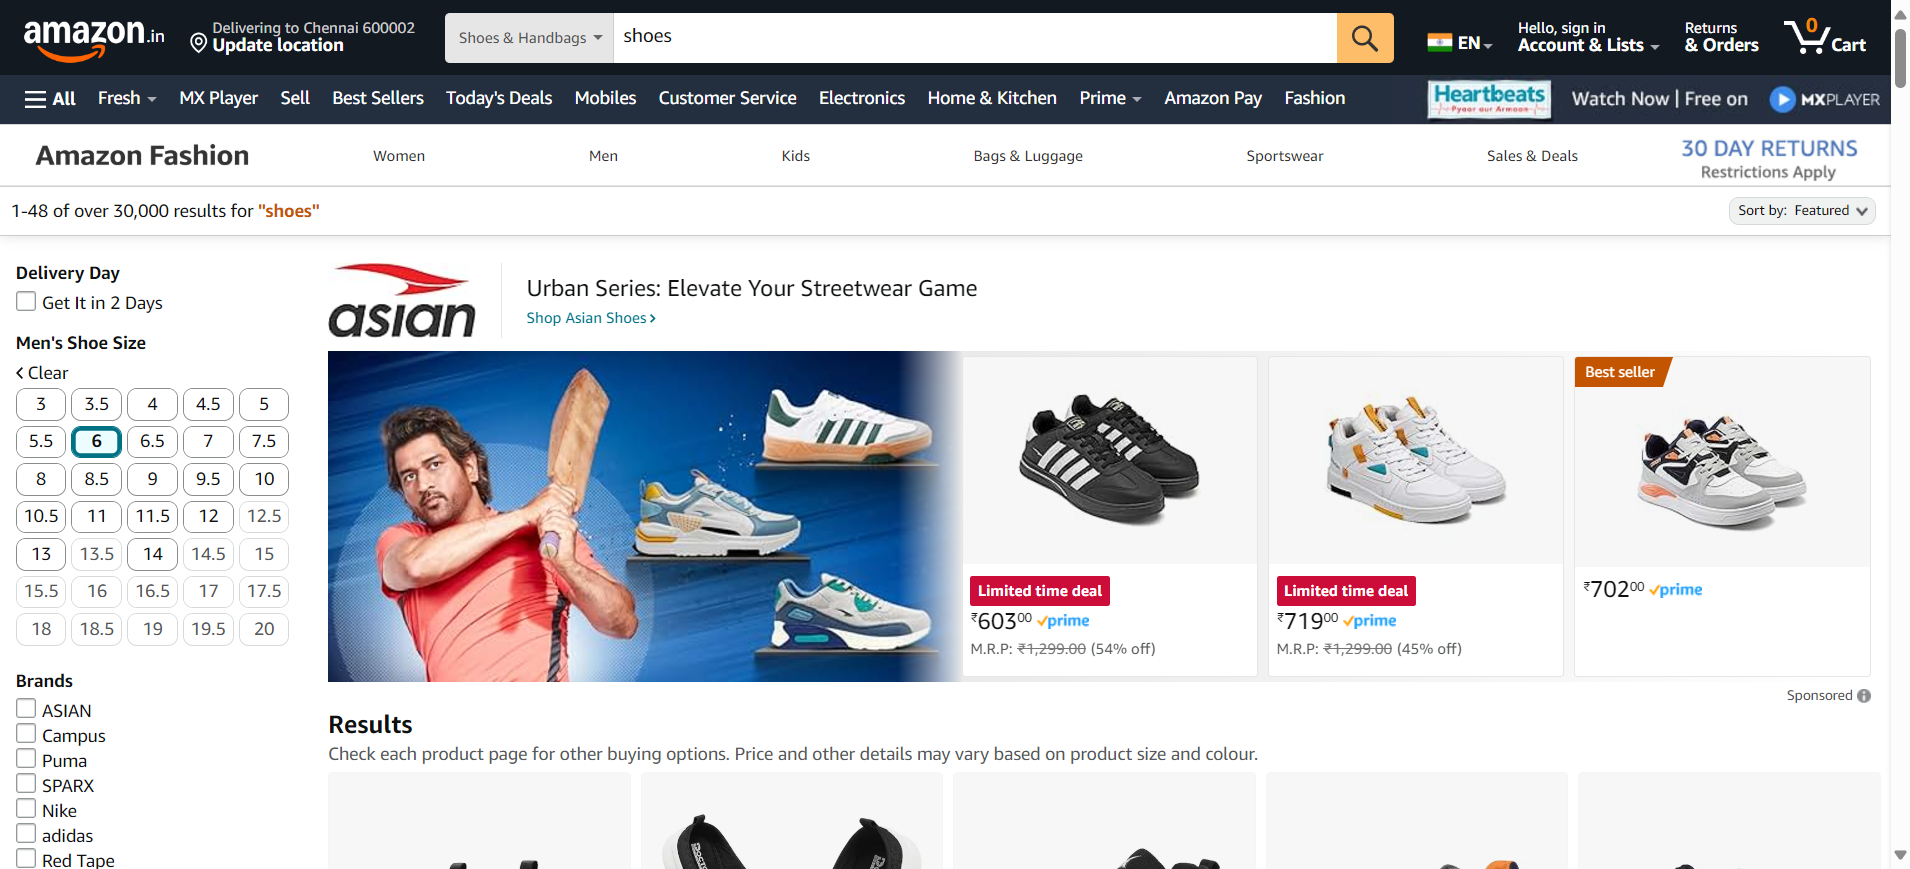 amazon.in
Delivering to Chennai 600002
Update location
Shoes & Handbags
shoes
EN
Hello, sign in
Account & Lists
Returns
& Orders
0
Cart
All
Fresh
MX Player
Sell
Best Sellers
Today's Deals
Mobiles
Customer Service
Electronics
Home & Kitchen
Prime
Amazon Pay
Fashion
Heartbeats
Pyaar aur Armaan
Watch Now | Free on
MXPLAYER
Amazon Fashion
Women
Men
Kids
Bags & Luggage
Sportswear
Sales & Deals
30 DAY RETURNS
Restrictions Apply
1-48 of over 30,000 results for "shoes"
Sort by: Featured
Delivery Day
Get It in 2 Days
Men's Shoe Size
Clear
3 3.5 4 4.5 5
5.5 6 6.5 7 7.5
8 8.5 9 9.5 10
10.5 11 11.5 12 12.5
13 13.5 14 14.5 15
15.5 16 16.5 17 17.5
18 18.5 19 19.5 20
Brands
ASIAN
Campus
Puma
SPARX
Nike
adidas
Red Tape
asian
Urban Series: Elevate Your Streetwear Game
Shop Asian Shoes
Limited time deal
₹60300 prime
M.R.P: ₹1,299.00 (54% off)
Limited time deal
₹71900 prime
M.R.P: ₹1,299.00 (45% off)
Best seller
₹70200 prime
Sponsored
Results
Check each product page for other buying options. Price and other details may vary based on product size and colour.